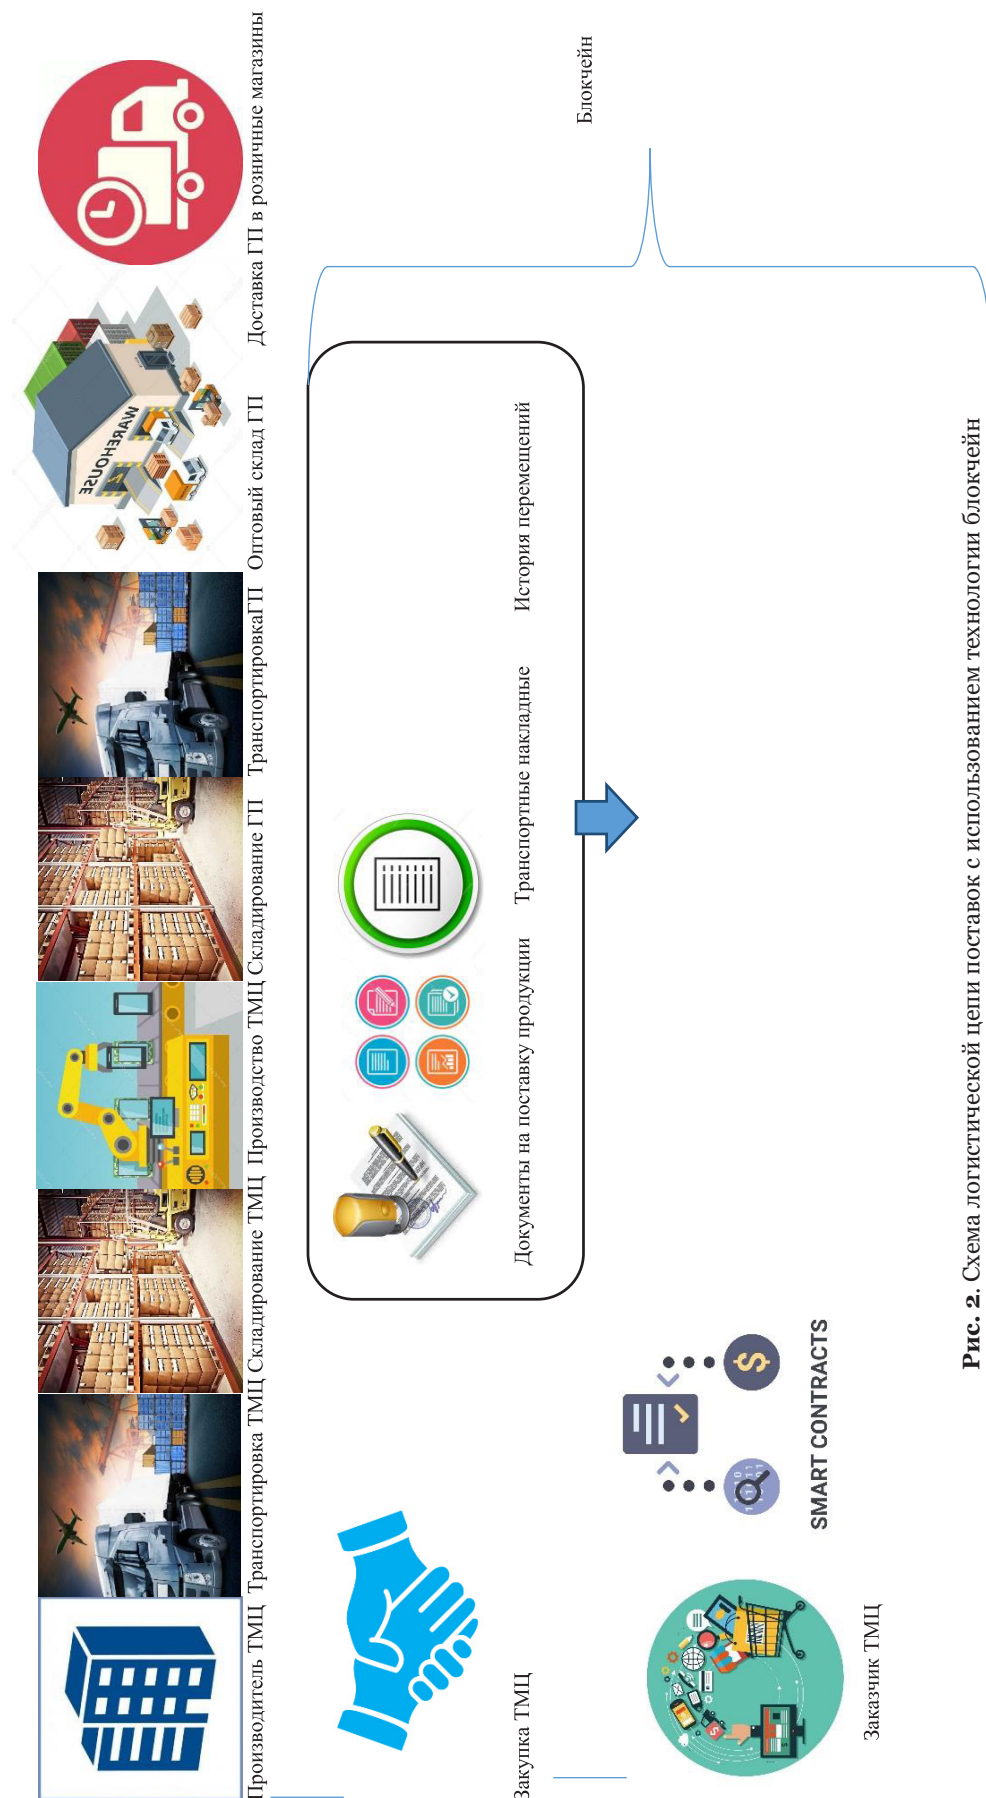 Производитель ТМЦ
Транспортировка ТМЦ
Складирование ТМЦ
Производство ТМЦ
Складирование ГП
ТранспортировкаГП
Оптовый склад ГП
Доставка ГП в розничные магазины
WAREHOUSE
Закупка ТМЦ
Документы на поставку продукции
Транспортные накладные
История перемещений
Блокчейн
Заказчик ТМЦ
SMART CONTRACTS
Рис. 2. Схема логистической цепи поставок с использованием технологии блокчейн